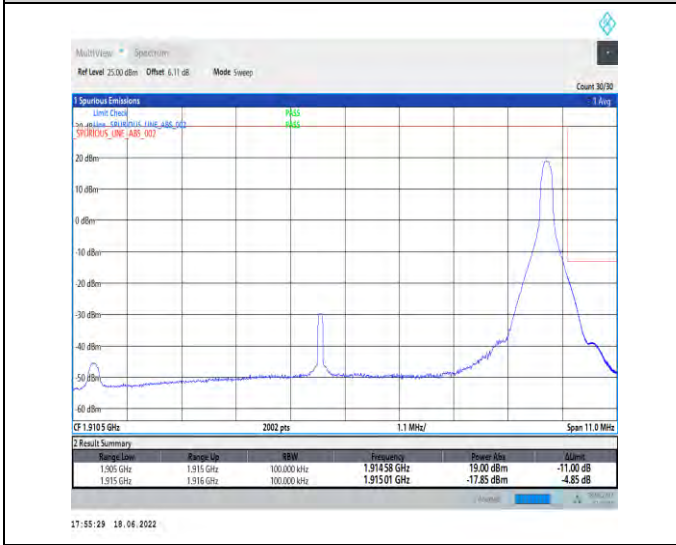 MultiView Spectrum
Ref Level 25.00 dBm Offset 6.11 dB Mode Sweep
Count 30/30
1 Spurious Emissions 1 Avg
Limit Check PASS
Line SPURIOUS_LINE_ABS_002 PASS
SPURIOUS_LINE_ABS_002
20 dBm
10 dBm
0 dBm
-10 dBm
-20 dBm
-30 dBm
-40 dBm
-50 dBm
-60 dBm
CF 1.9105 GHz 2002 pts 1.1 MHz/ Span 11.0 MHz
2 Result Summary
Range Low Range Up RBW Frequency Power Abs ΔLimit
1.905 GHz 1.915 GHz 100.000 kHz 1.91458 GHz 19.00 dBm -11.00 dB
1.915 GHz 1.916 GHz 100.000 kHz 1.91501 GHz -17.85 dBm -4.85 dB
17:55:29 18.06.2022